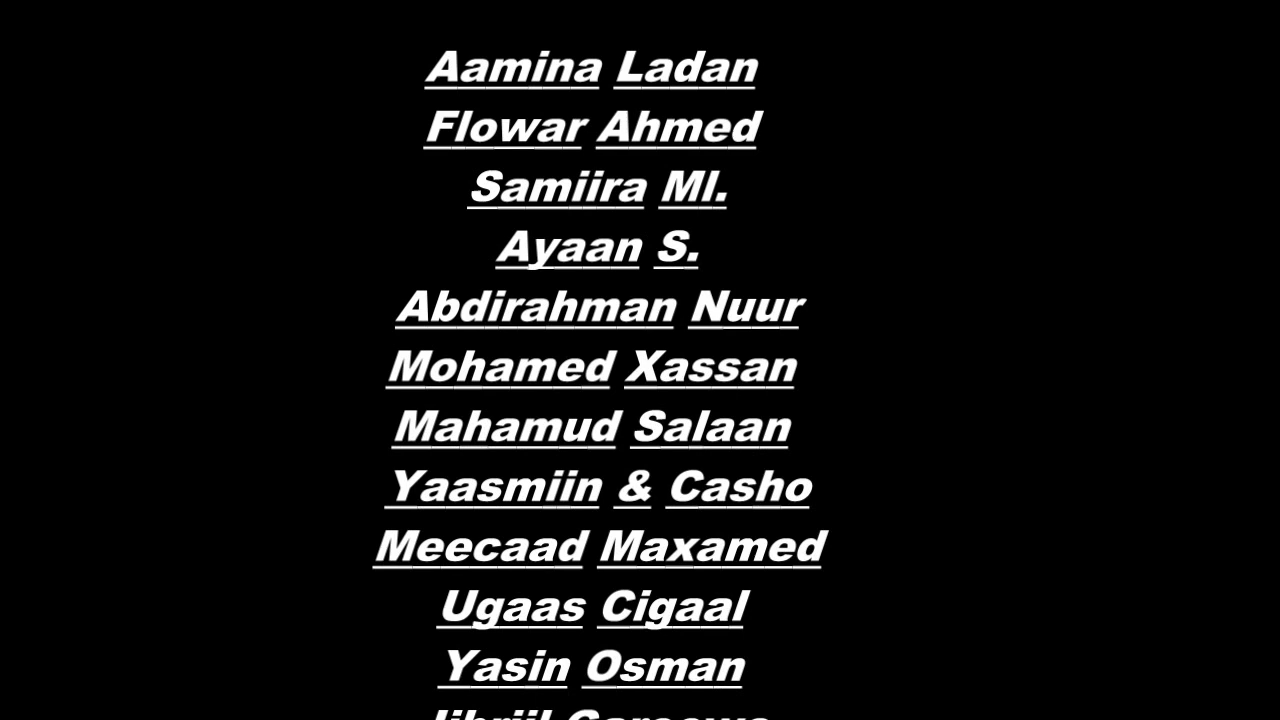 Aamina Ladan
Flowar Ahmed
Samiira Ml.
Ayaan S.
Abdirahman Nuur
Mohamed Xassan
Mahamud Salaan
Yaasmiin & Casho
Meecaad Maxamed
Ugaas Cigaal
Yasin Osman